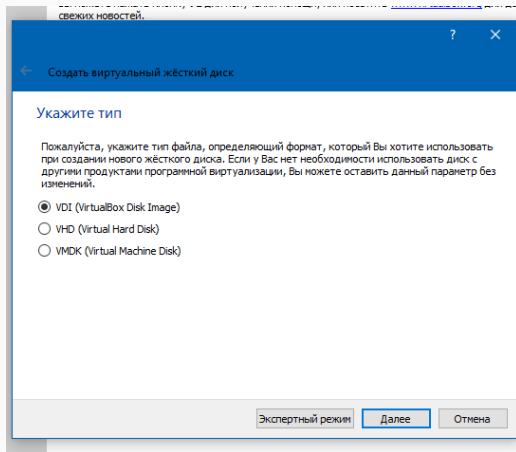 свежих новостей.
? ×
← Создать виртуальный жёсткий диск
Укажите тип
Пожалуйста, укажите тип файла, определяющий формат, который Вы хотите использовать
при создании нового жёсткого диска. Если у Вас нет необходимости использовать диск с
другими продуктами программной виртуализации, Вы можете оставить данный параметр без
изменений.
VDI (VirtualBox Disk Image)
VHD (Virtual Hard Disk)
VMDK (Virtual Machine Disk)
Экспертный режим Далее Отмена